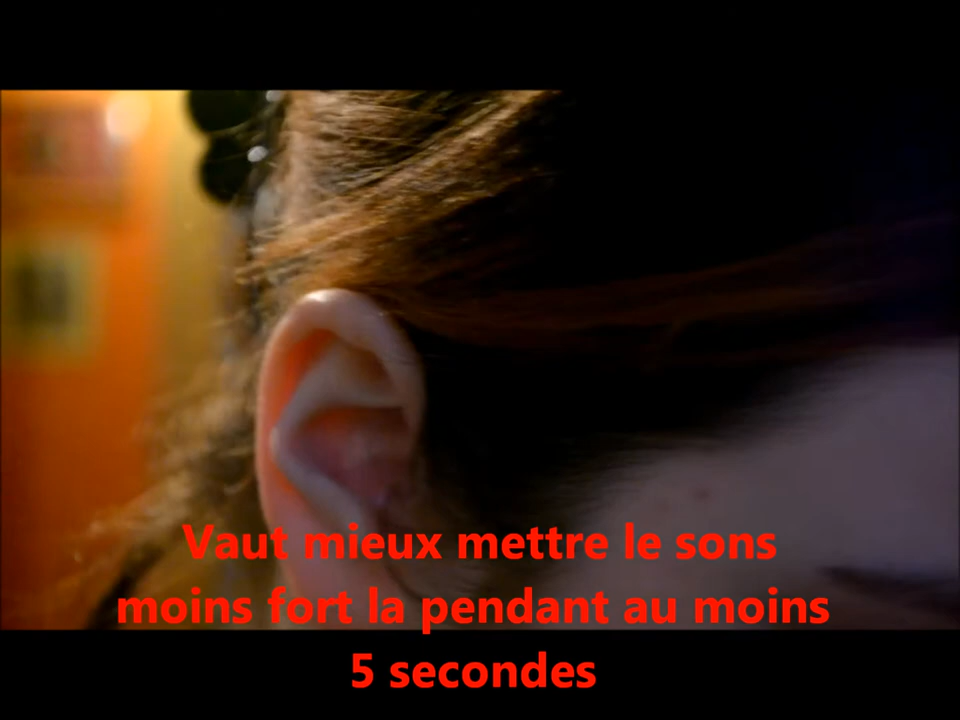 Vaut mieux mettre le sons
moins fort la pendant au moins
5 secondes